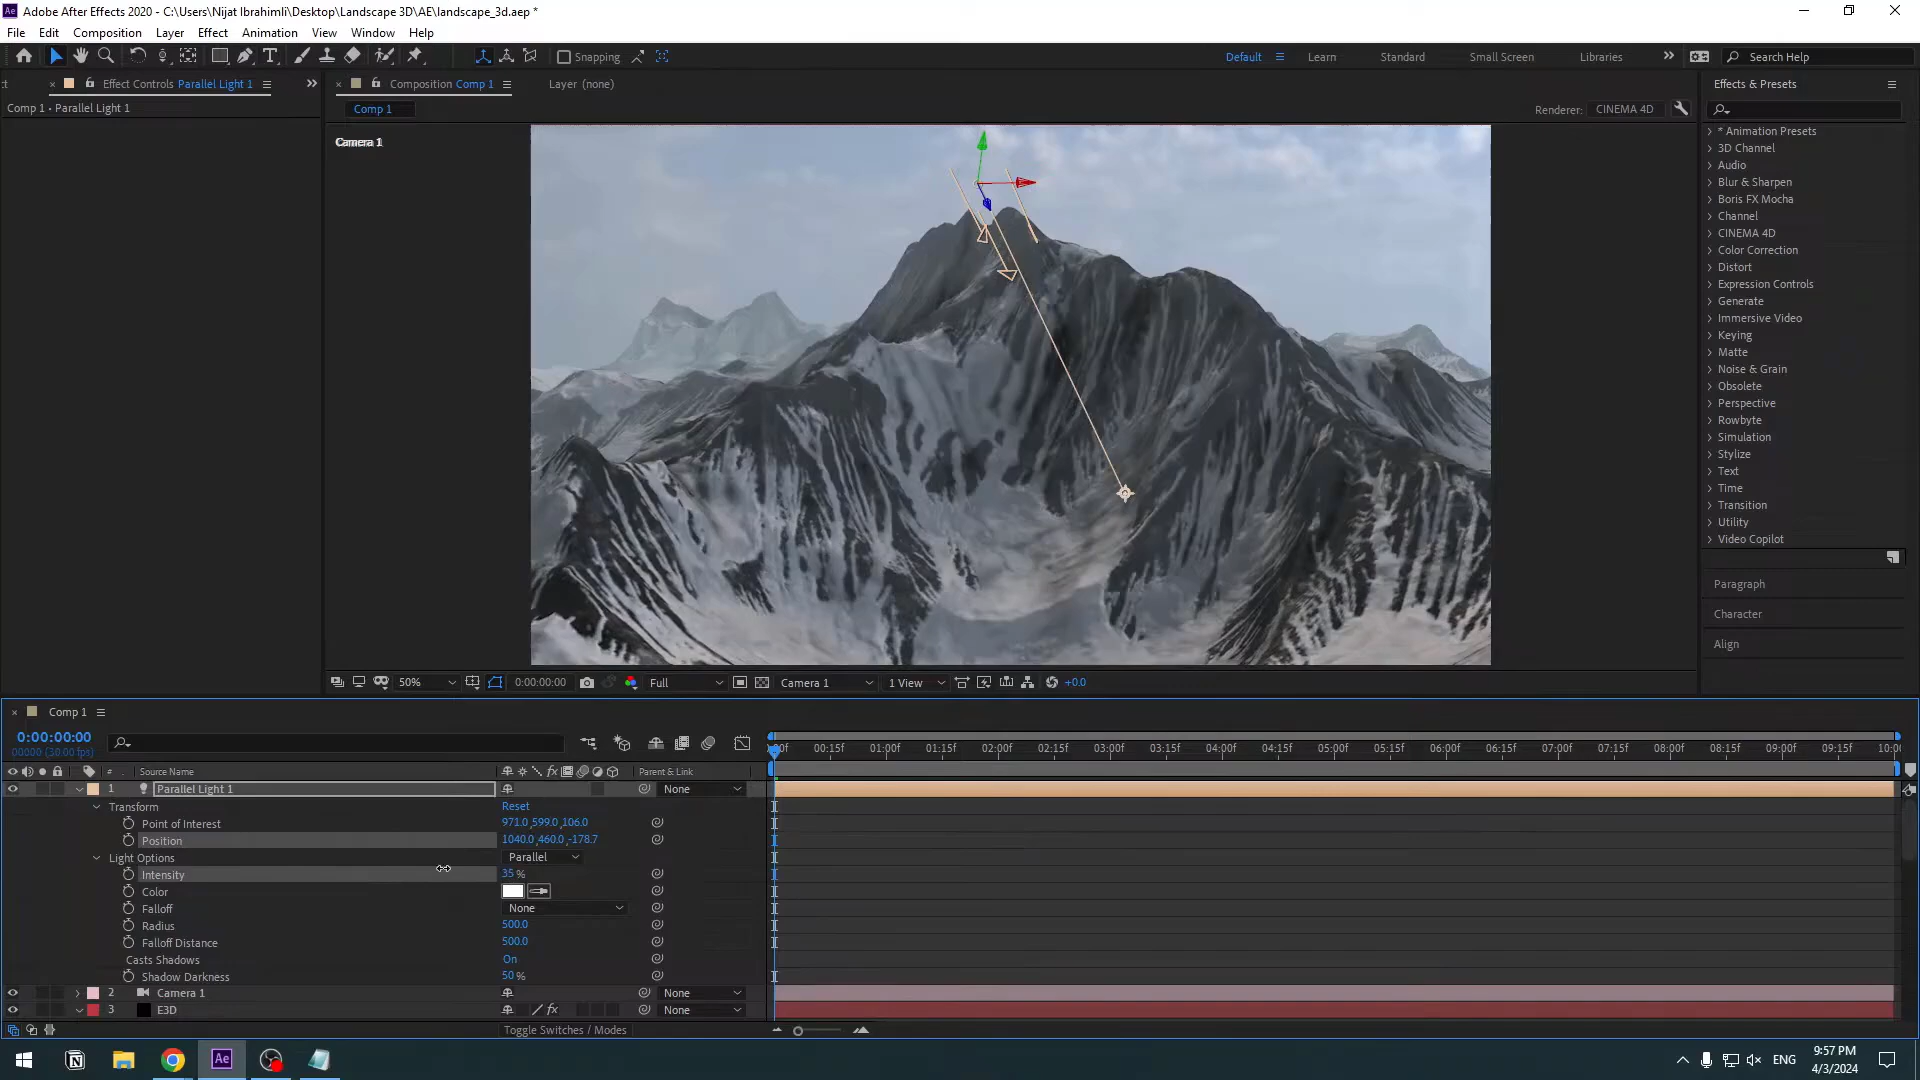 Adobe After Effects 2020 - C:\Users\Nijat Ibrahimli\Desktop\Landscape 3D\AE\landscape_3d.aep *
File Edit Composition Layer Effect Animation View Window Help
Snapping
Default Learn Standard Small Screen Libraries Search Help
Effect Controls Parallel Light 1
Comp 1 • Parallel Light 1
Composition Comp 1
Layer (none)
Comp 1
Renderer: CINEMA 4D
Camera 1
50% 0:00:00:00 Full Camera 1 1 View +0.0
Effects & Presets
* Animation Presets
3D Channel
Audio
Blur & Sharpen
Boris FX Mocha
Channel
CINEMA 4D
Color Correction
Distort
Expression Controls
Generate
Immersive Video
Keying
Matte
Noise & Grain
Obsolete
Perspective
Rowbyte
Simulation
Stylize
Text
Time
Transition
Utility
Video Copilot
Paragraph
Character
Align
Comp 1
0:00:00:00
00000 (30.00 fps)
:00f 00:15f 01:00f 01:15f 02:00f 02:15f 03:00f 03:15f 04:00f 04:15f 05:00f 05:15f 06:00f 06:15f 07:00f 07:15f 08:00f 08:15f 09:00f 09:15f 10:0
# Source Name Parent & Link
1 Parallel Light 1 None
Transform Reset
Point of Interest 971.0,599.0,106.0
Position 1040.0,460.0,-178.7
Light Options Parallel
Intensity 35 %
Color
Falloff None
Radius 500.0
Falloff Distance 500.0
Casts Shadows On
Shadow Darkness 50 %
2 Camera 1 None
3 E3D None
Toggle Switches / Modes
Ae
ENG
9:57 PM
4/3/2024